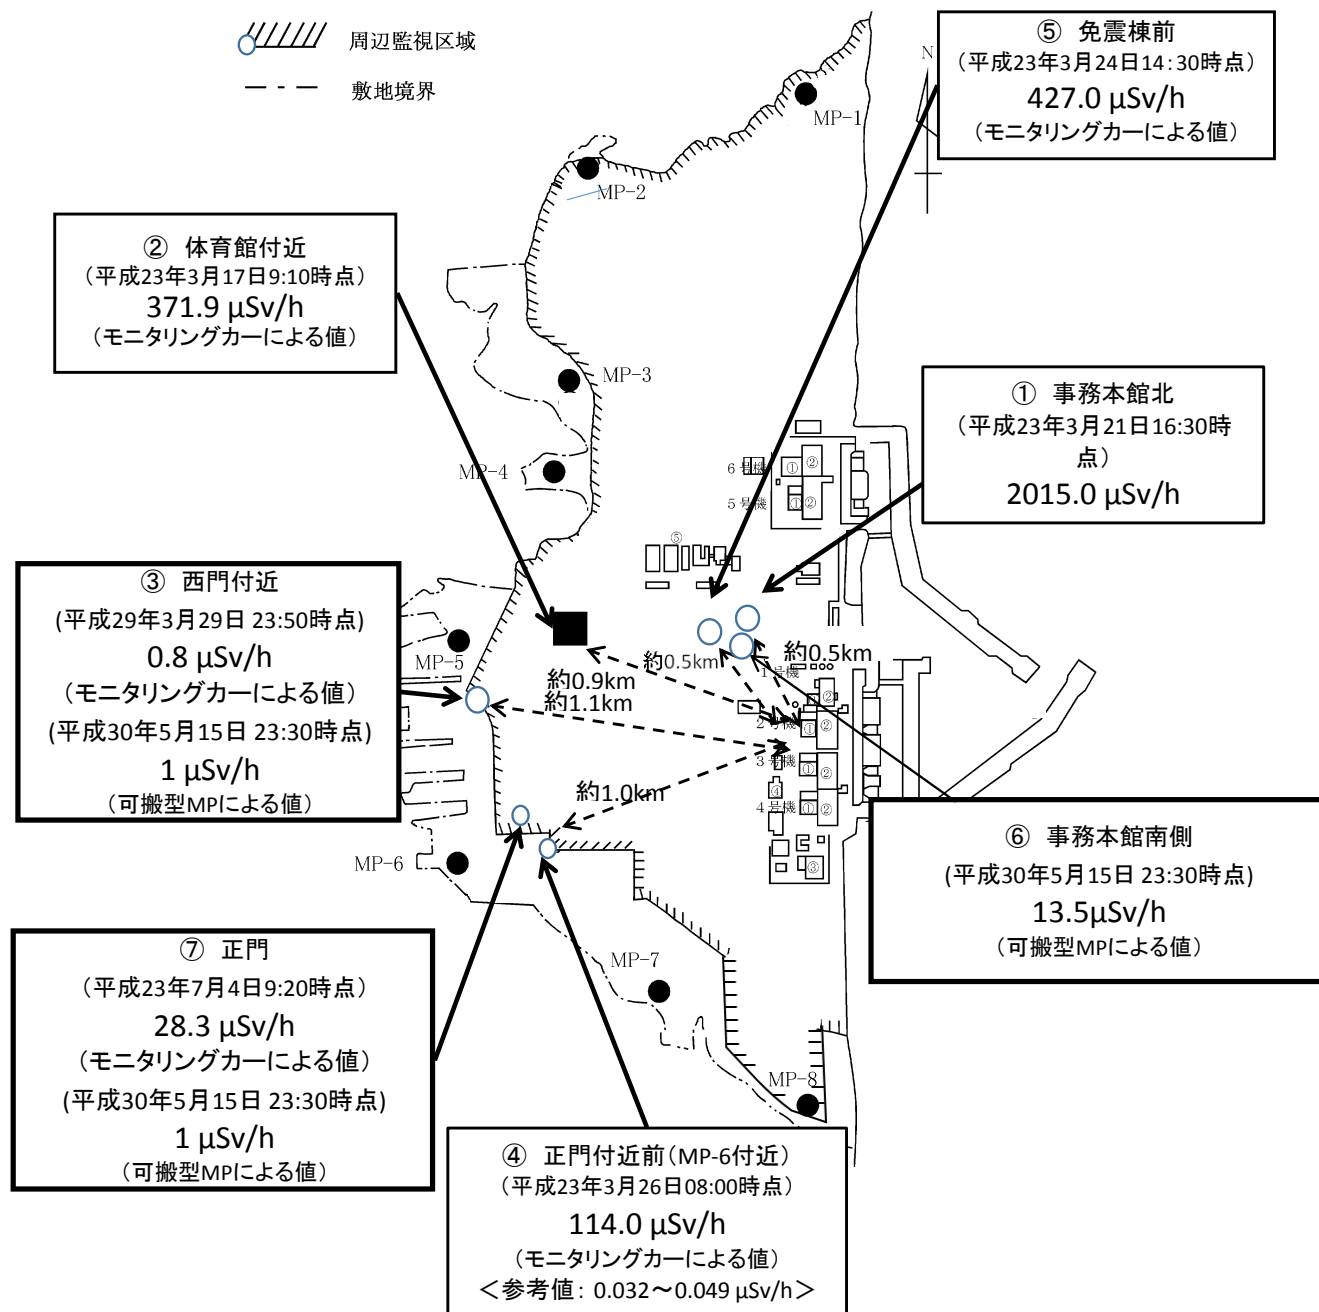 周辺監視区域
敷地境界
⑤ 免震棟前
（平成23年3月24日14：30時点）
427.0 μSv/h
（モニタリングカーによる値）
N
MP-1
MP-2
② 体育館付近
（平成23年3月17日9:10時点）
371.9 μSv/h
（モニタリングカーによる値）
MP-3
① 事務本館北
（平成23年3月21日16:30時
点）
2015.0 μSv/h
MP-4
6号機
①
②
5号機
①
②
⑤
③ 西門付近
(平成29年3月29日 23:50時点)
0.8 μSv/h
（モニタリングカーによる値）
(平成30年5月15日 23:30時点)
1 μSv/h
（可搬型MPによる値）
MP-5
約0.5km
約0.5km
約0.9km
約1.1km
1号機
②
2号機
①
②
3号機
①
②
④
4号機
①
②
③
約1.0km
MP-6
⑥ 事務本館南側
(平成30年5月15日 23:30時点)
13.5μSv/h
（可搬型MPによる値）
⑦ 正門
（平成23年7月4日9:20時点）
28.3 μSv/h
（モニタリングカーによる値）
(平成30年5月15日 23:30時点)
1 μSv/h
（可搬型MPによる値）
MP-7
MP-8
④ 正門付近前（MP-6付近）
（平成23年3月26日08:00時点）
114.0 μSv/h
（モニタリングカーによる値）
＜参考値： 0.032～0.049 μSv/h＞